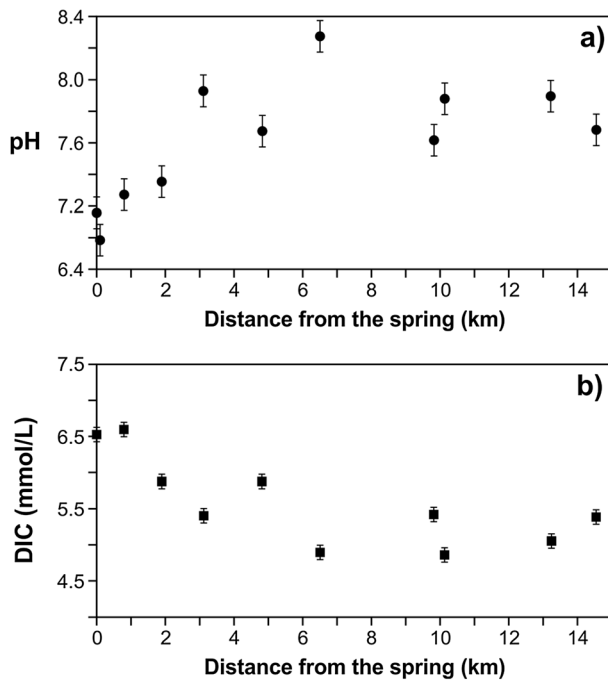 8.4
a)
8.0
pH
7.6
7.2
6.4
0 2 4 6 8 10 12 14
Distance from the spring (km)
7.5
b)
6.5
DIC (mmol/L)
5.5
4.5
0 2 4 6 8 10 12 14
Distance from the spring (km)